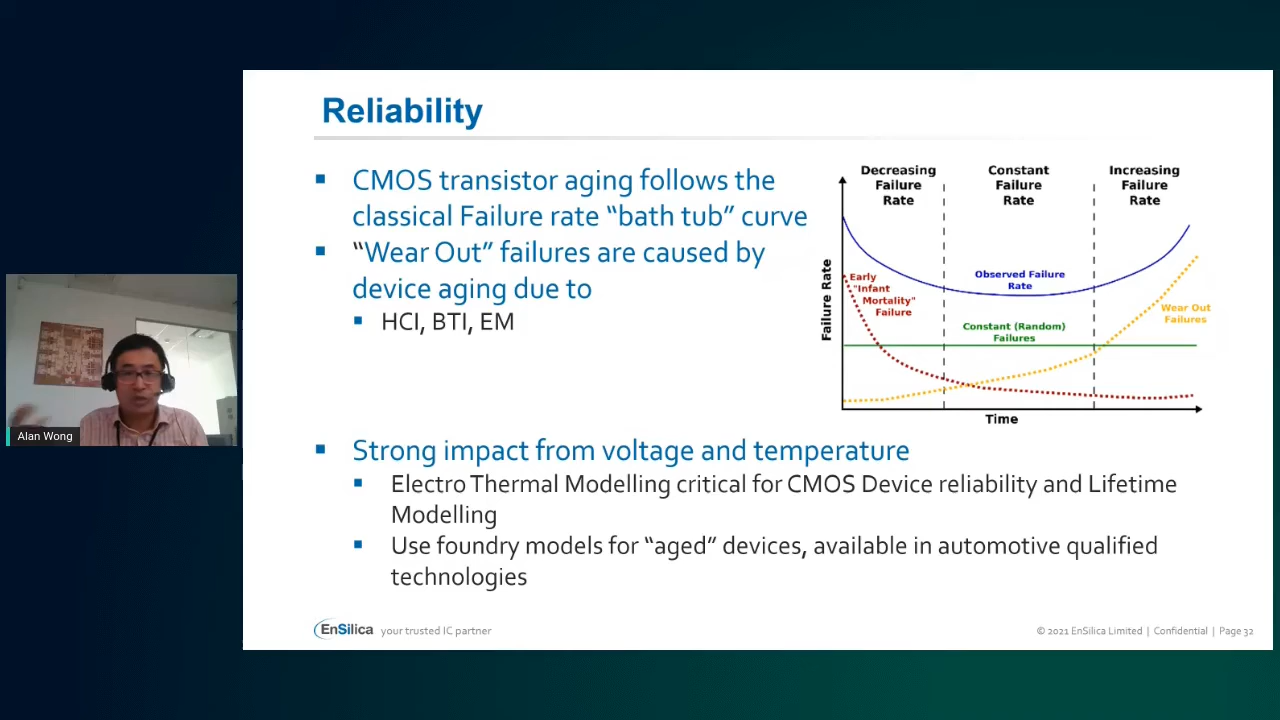 Reliability
CMOS transistor aging follows the
classical Failure rate “bath tub” curve
“Wear Out” failures are caused by
device aging due to
HCI, BTI, EM
Decreasing
Failure
Rate
Constant
Failure
Rate
Increasing
Failure
Rate
Failure Rate
Early
"Infant
Mortality"
Failure
Observed Failure
Rate
Constant (Random)
Failures
Wear Out
Failures
Time
Alan Wong
Strong impact from voltage and temperature
Electro Thermal Modelling critical for CMOS Device reliability and Lifetime
Modelling
Use foundry models for “aged” devices, available in automotive qualified
technologies
EnSilica your trusted IC partner
© 2021 EnSilica Limited | Confidential | Page 32